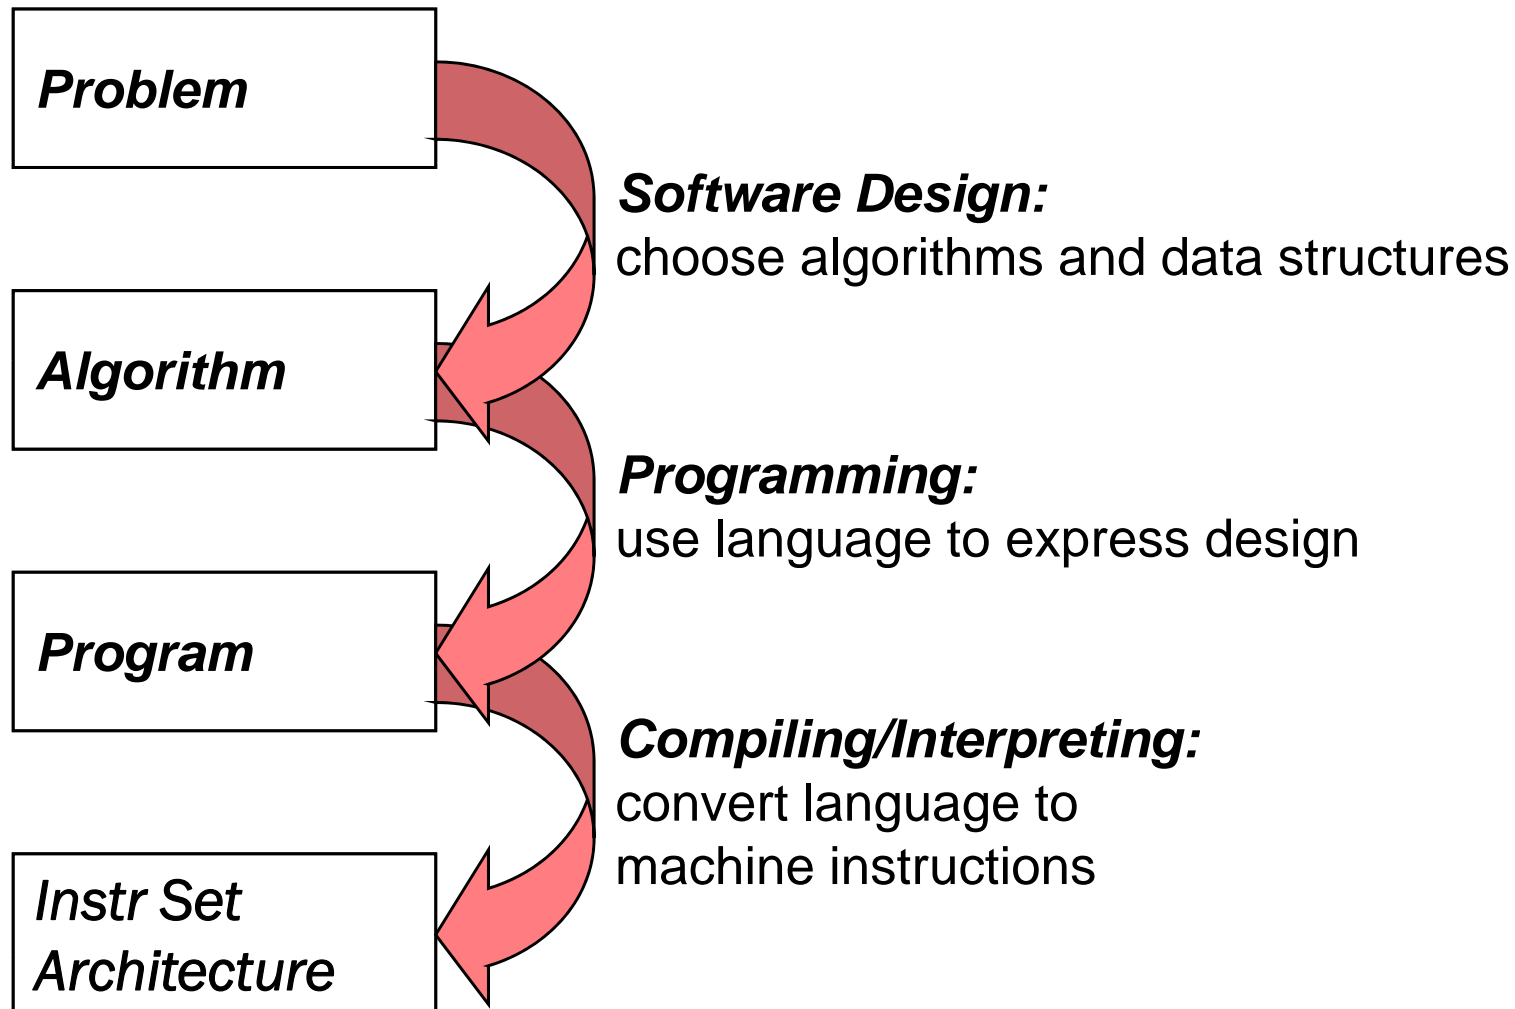 Problem
Software Design:
choose algorithms and data structures
Algorithm
Programming:
use language to express design
Program
Compiling/Interpreting:
convert language to
machine instructions
Instr Set
Architecture